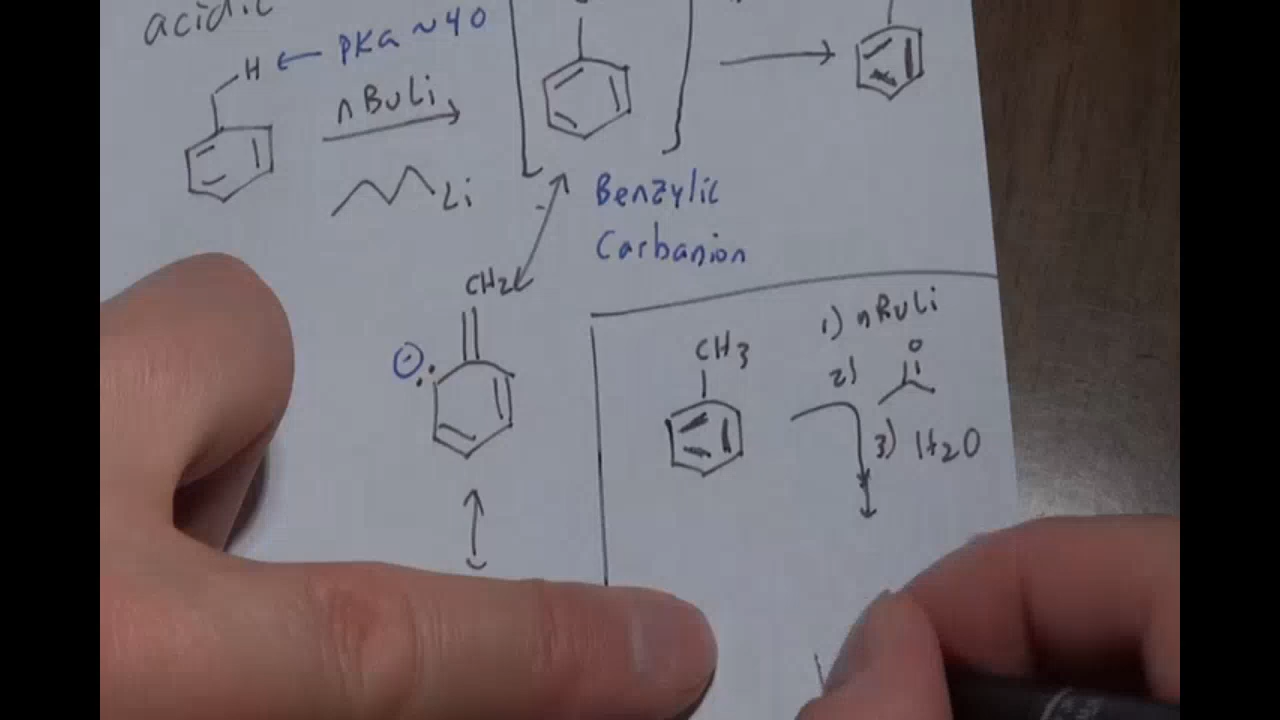 acidic
H ← pKa ~40
nBuLi
Li
Benzylic
Carbanion
CH2
⊖
CH3
1) nBuLi
2) O
3) H2O